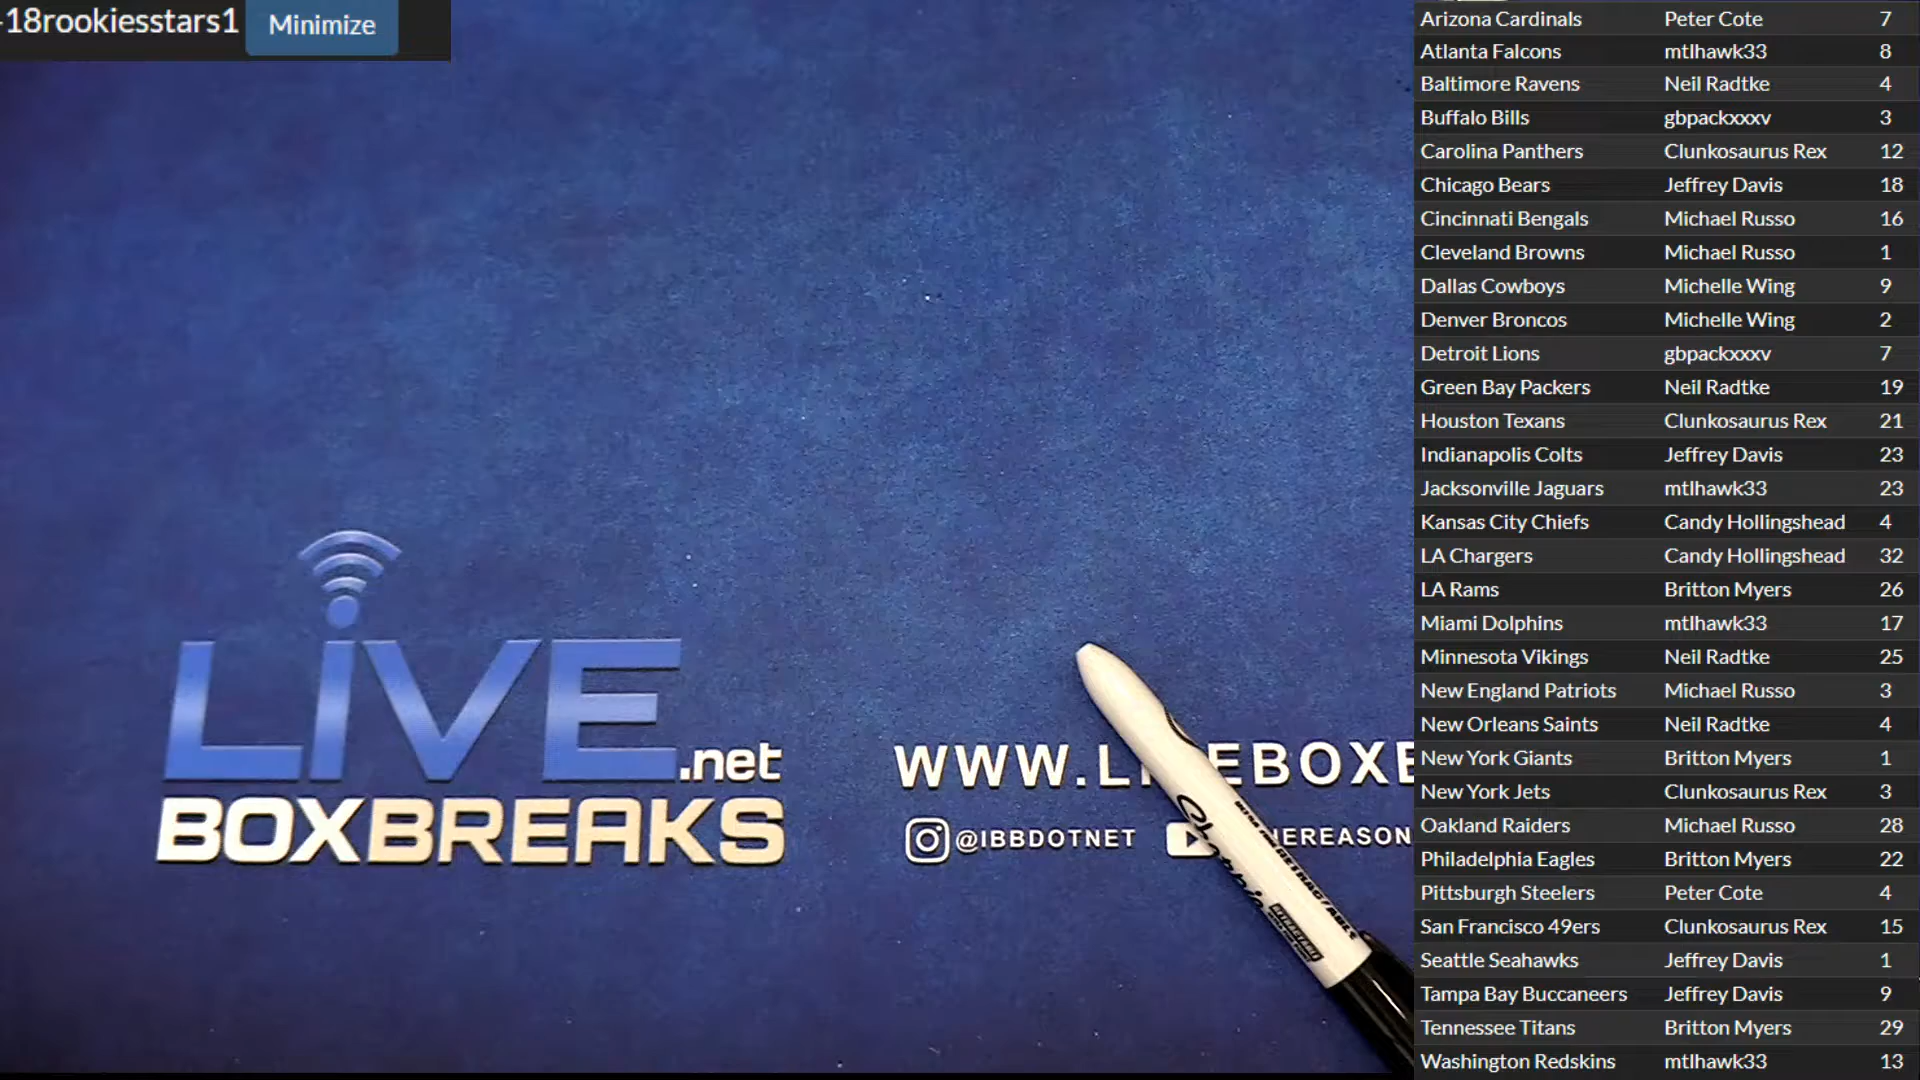 -18rookiesstars1 Minimize
LiVE.net
BOXBREAKS
WWW.L EBOXB
@IBBDOTNET
EREASON
Sharpie
Arizona Cardinals Peter Cote 7
Atlanta Falcons mtlhawk33 8
Baltimore Ravens Neil Radtke 4
Buffalo Bills gbpackxxxv 3
Carolina Panthers Clunkosaurus Rex 12
Chicago Bears Jeffrey Davis 18
Cincinnati Bengals Michael Russo 16
Cleveland Browns Michael Russo 1
Dallas Cowboys Michelle Wing 9
Denver Broncos Michelle Wing 2
Detroit Lions gbpackxxxv 7
Green Bay Packers Neil Radtke 19
Houston Texans Clunkosaurus Rex 21
Indianapolis Colts Jeffrey Davis 23
Jacksonville Jaguars mtlhawk33 23
Kansas City Chiefs Candy Hollingshead 4
LA Chargers Candy Hollingshead 32
LA Rams Britton Myers 26
Miami Dolphins mtlhawk33 17
Minnesota Vikings Neil Radtke 25
New England Patriots Michael Russo 3
New Orleans Saints Neil Radtke 4
New York Giants Britton Myers 1
New York Jets Clunkosaurus Rex 3
Oakland Raiders Michael Russo 28
Philadelphia Eagles Britton Myers 22
Pittsburgh Steelers Peter Cote 4
San Francisco 49ers Clunkosaurus Rex 15
Seattle Seahawks Jeffrey Davis 1
Tampa Bay Buccaneers Jeffrey Davis 9
Tennessee Titans Britton Myers 29
Washington Redskins mtlhawk33 13